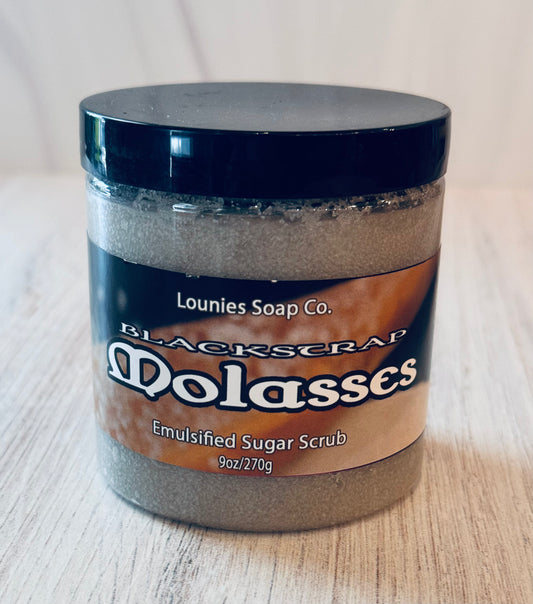 Lounies Soap Co.
BLACKSTRAP
Molasses
Emulsified Sugar Scrub
9oz/270g